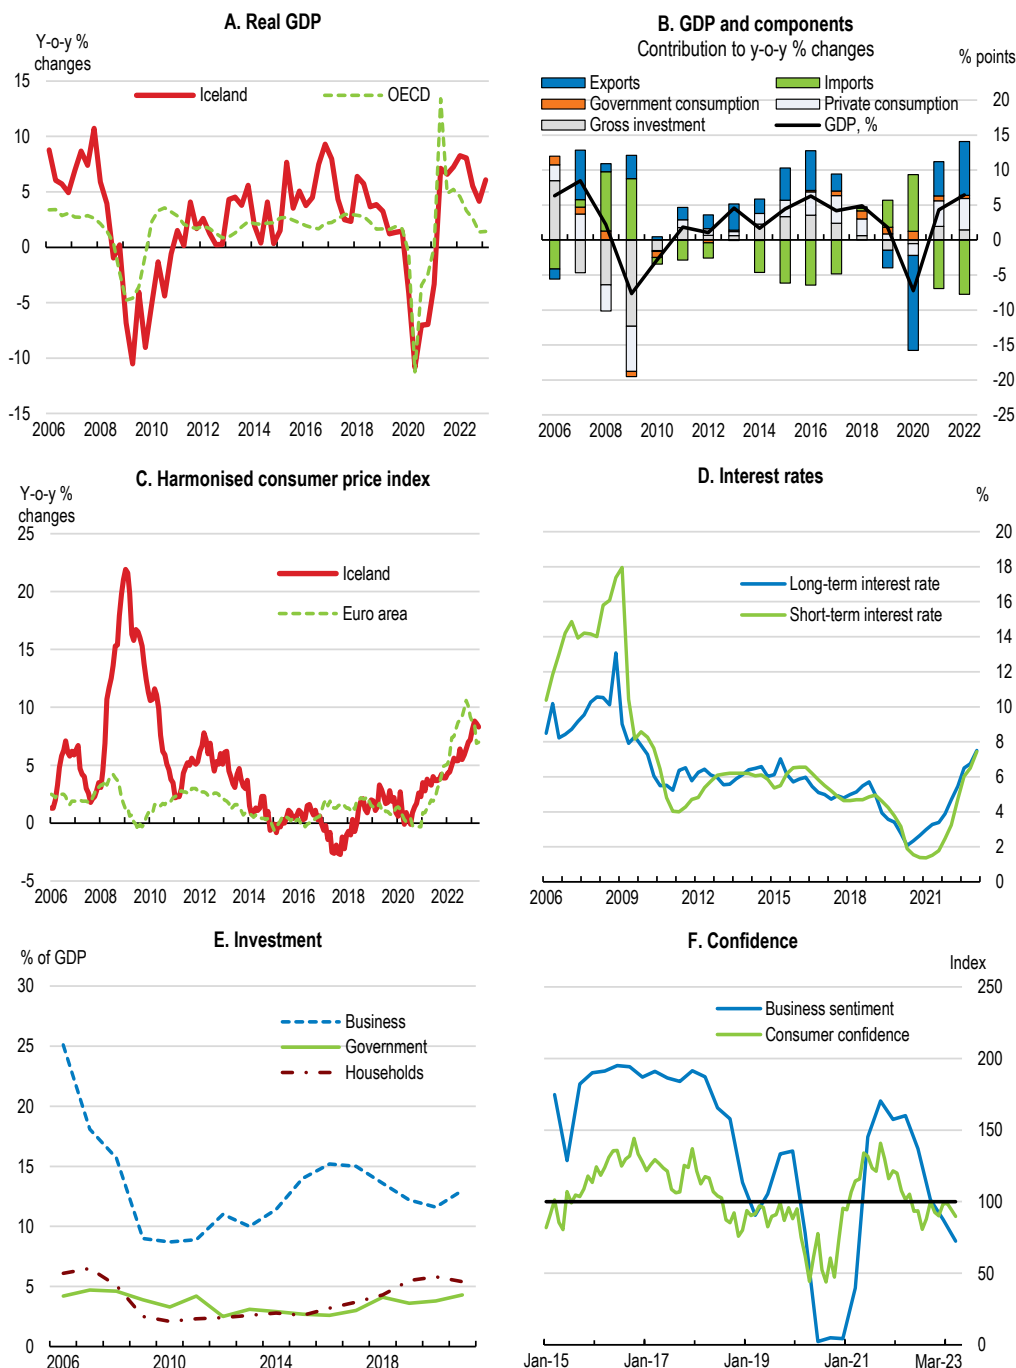 A. Real GDP
Y-o-y %
changes
Iceland
OECD
15
10
5
0
-5
-10
-15
2006 2008 2010 2012 2014 2016 2018 2020 2022
B. GDP and components
Contribution to y-o-y % changes
% points
Exports
Imports
Government consumption
Private consumption
Gross investment
GDP, %
20
15
10
5
0
-5
-10
-15
-20
-25
2006 2008 2010 2012 2014 2016 2018 2020 2022
C. Harmonised consumer price index
Y-o-y %
changes
Iceland
Euro area
25
20
15
10
5
0
-5
2006 2008 2010 2012 2014 2016 2018 2020 2022
D. Interest rates
%
Long-term interest rate
Short-term interest rate
20
18
16
14
12
10
8
6
4
2
0
2006 2009 2012 2015 2018 2021
E. Investment
% of GDP
Business
Government
Households
30
25
20
15
10
5
0
2006 2010 2014 2018
F. Confidence
Index
Business sentiment
Consumer confidence
250
200
150
100
50
0
Jan-15 Jan-17 Jan-19 Jan-21 Mar-23